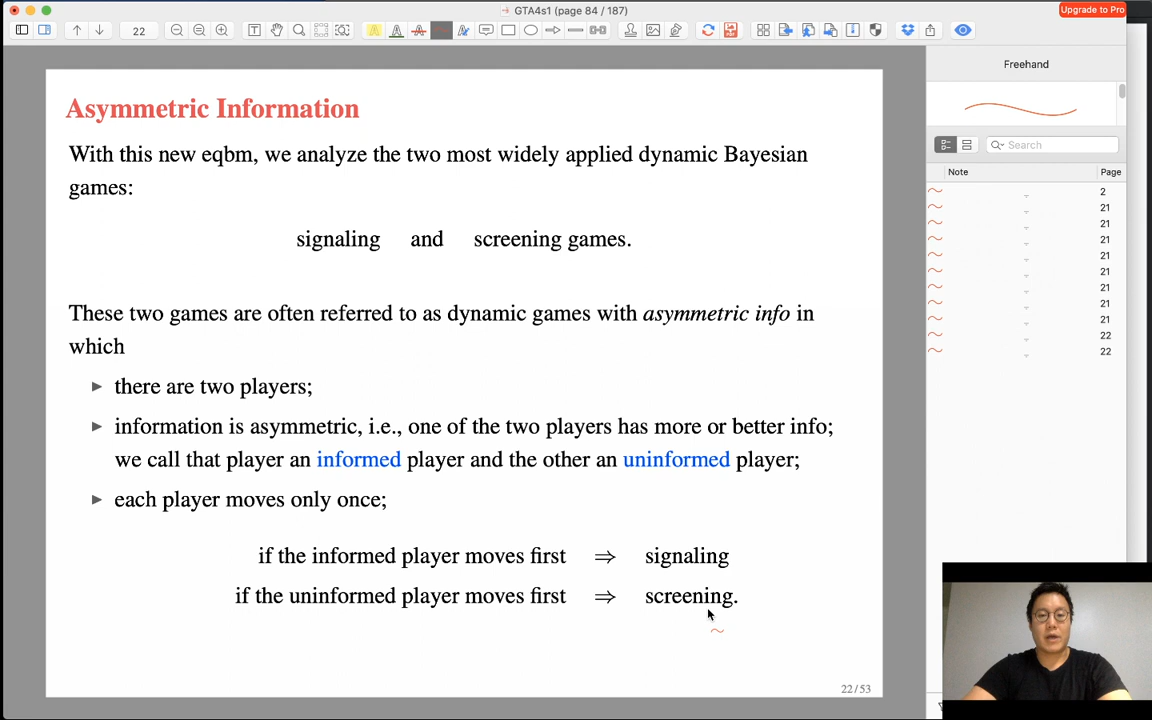 GTA4s1 (page 84 / 187)
Upgrade to Pro
22
Freehand
Search
Note Page
2
21
21
21
21
21
21
21
21
22
22
Asymmetric Information
With this new eqbm, we analyze the two most widely applied dynamic Bayesian
games:
signaling and screening games.
These two games are often referred to as dynamic games with asymmetric info in
which
▶ there are two players;
▶ information is asymmetric, i.e., one of the two players has more or better info;
we call that player an informed player and the other an uninformed player;
▶ each player moves only once;
if the informed player moves first ⇒ signaling
if the uninformed player moves first ⇒ screening.
22/53